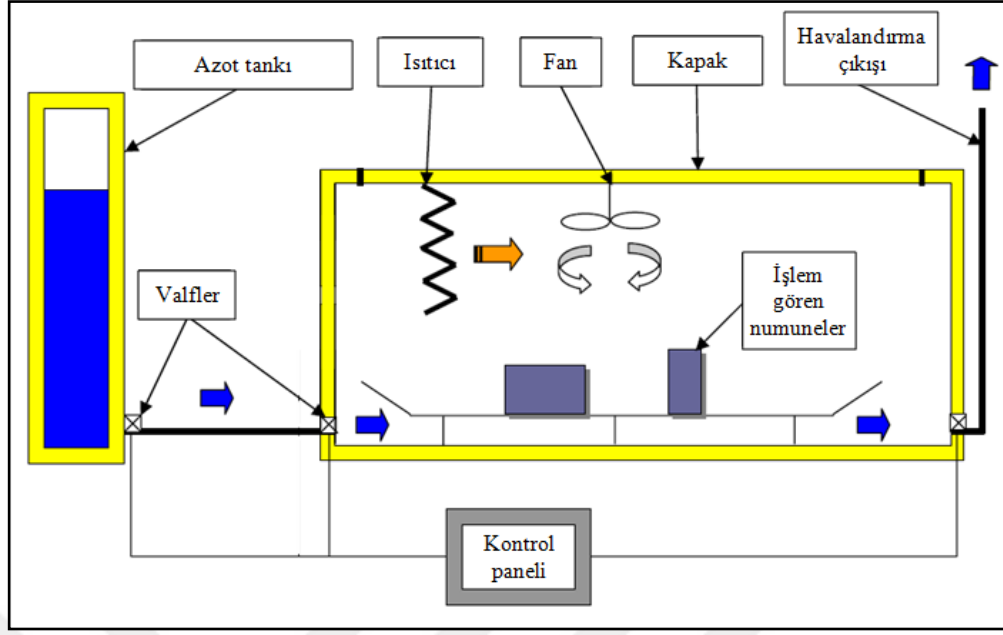 Azot tankı
Isıtıcı
Fan
Kapak
Havalandırma
çıkışı
Valfler
İşlem
gören
numuneler
Kontrol
paneli